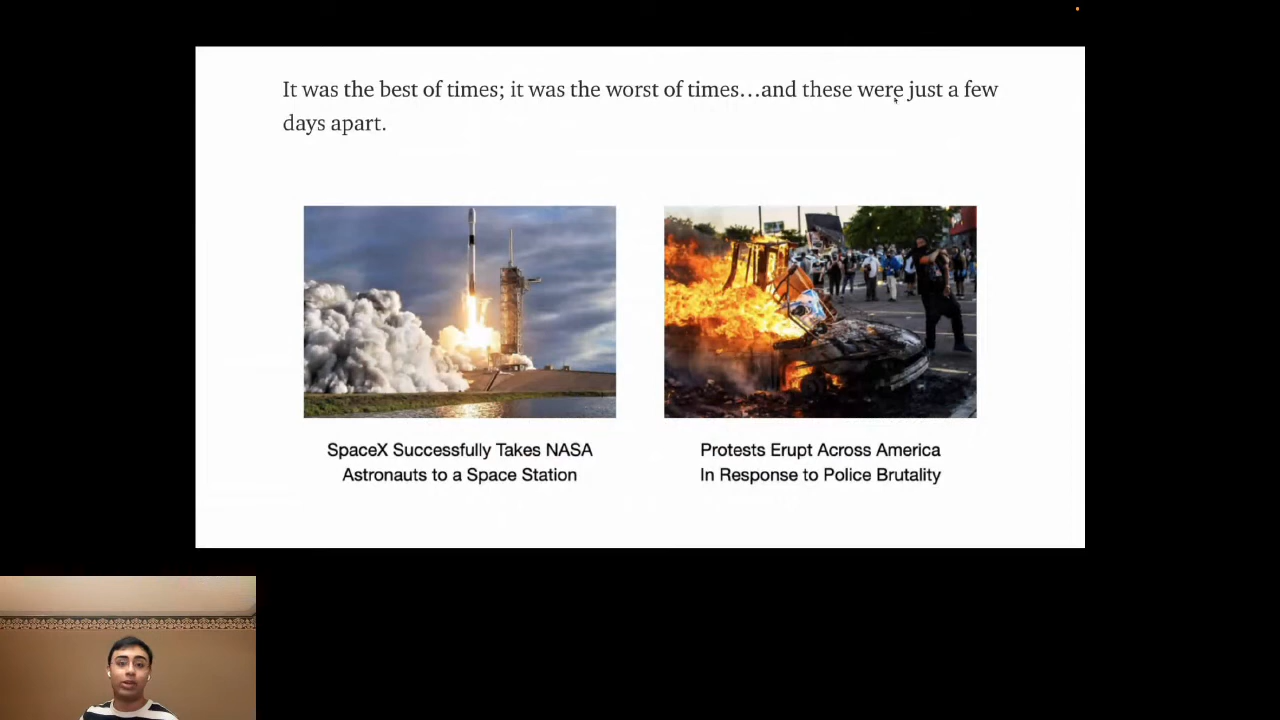 It was the best of times; it was the worst of times…and these were just a few
days apart.
SpaceX Successfully Takes NASA
Astronauts to a Space Station
Protests Erupt Across America
In Response to Police Brutality